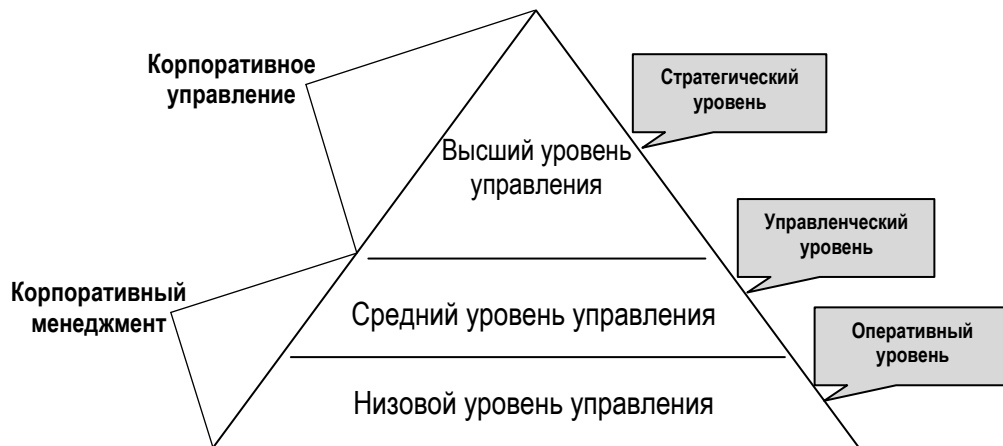 Корпоративное
управление
Стратегический
уровень
Высший уровень
управления
Управленческий
уровень
Корпоративный
менеджмент
Средний уровень управления
Оперативный
уровень
Низовой уровень управления